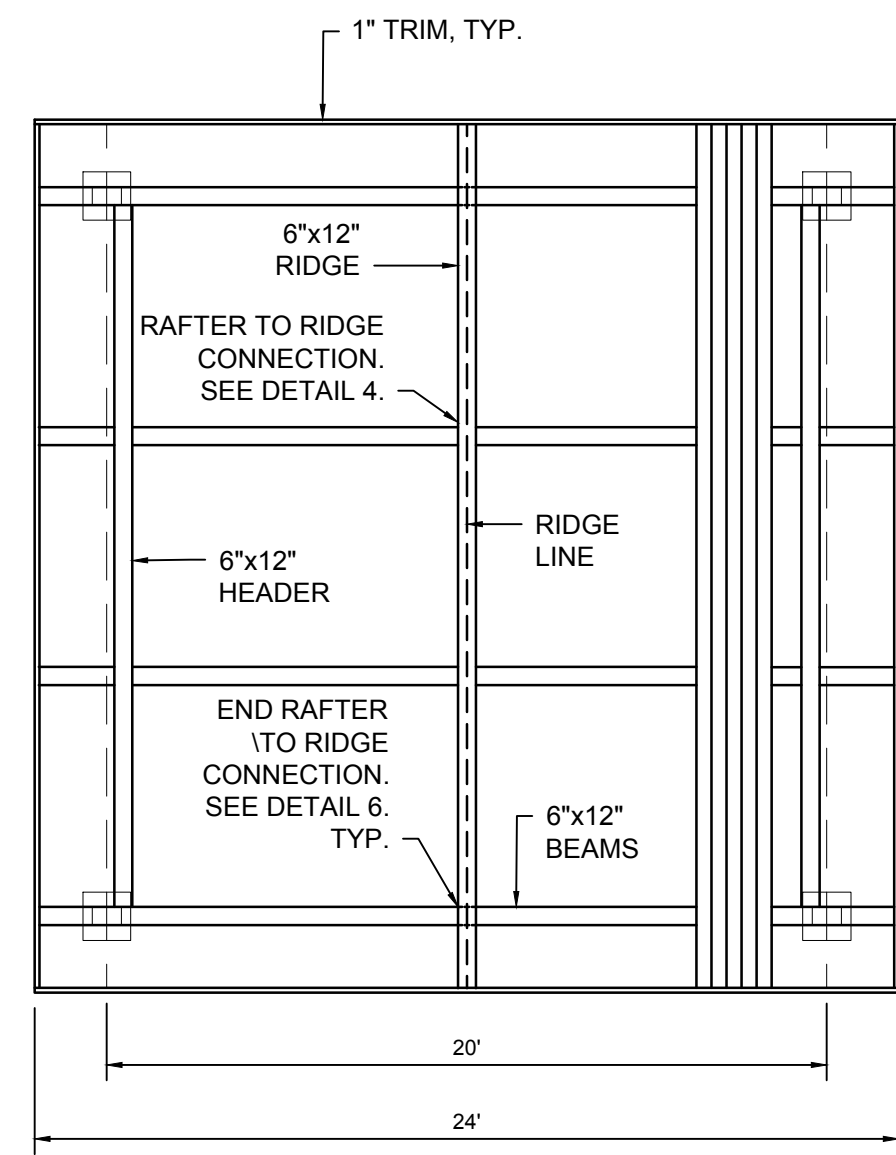 1" TRIM, TYP.
6"x12"
RIDGE
RAFTER TO RIDGE
CONNECTION.
SEE DETAIL 4.
RIDGE
LINE
6"x12"
HEADER
END RAFTER
\TO RIDGE
CONNECTION.
SEE DETAIL 6.
TYP.
6"x12"
BEAMS
20'
24'